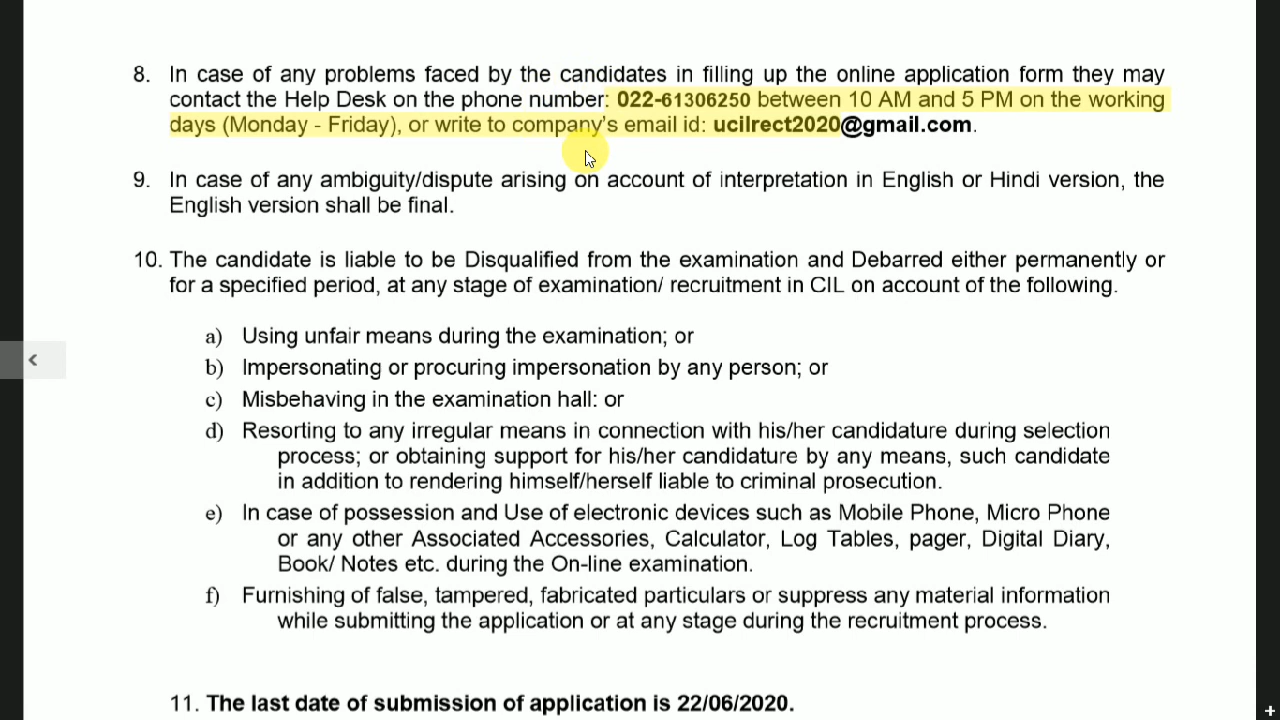 8. In case of any problems faced by the candidates in filling up the online application form they may
contact the Help Desk on the phone number: 022-61306250 between 10 AM and 5 PM on the working
days (Monday - Friday), or write to company's email id: ucilrect2020@gmail.com.
9. In case of any ambiguity/dispute arising on account of interpretation in English or Hindi version, the
English version shall be final.
10. The candidate is liable to be Disqualified from the examination and Debarred either permanently or
for a specified period, at any stage of examination/ recruitment in CIL on account of the following.
a) Using unfair means during the examination; or
b) Impersonating or procuring impersonation by any person; or
c) Misbehaving in the examination hall: or
d) Resorting to any irregular means in connection with his/her candidature during selection
process; or obtaining support for his/her candidature by any means, such candidate
in addition to rendering himself/herself liable to criminal prosecution.
e) In case of possession and Use of electronic devices such as Mobile Phone, Micro Phone
or any other Associated Accessories, Calculator, Log Tables, pager, Digital Diary,
Book/ Notes etc. during the On-line examination.
f) Furnishing of false, tampered, fabricated particulars or suppress any material information
while submitting the application or at any stage during the recruitment process.
11. The last date of submission of application is 22/06/2020.